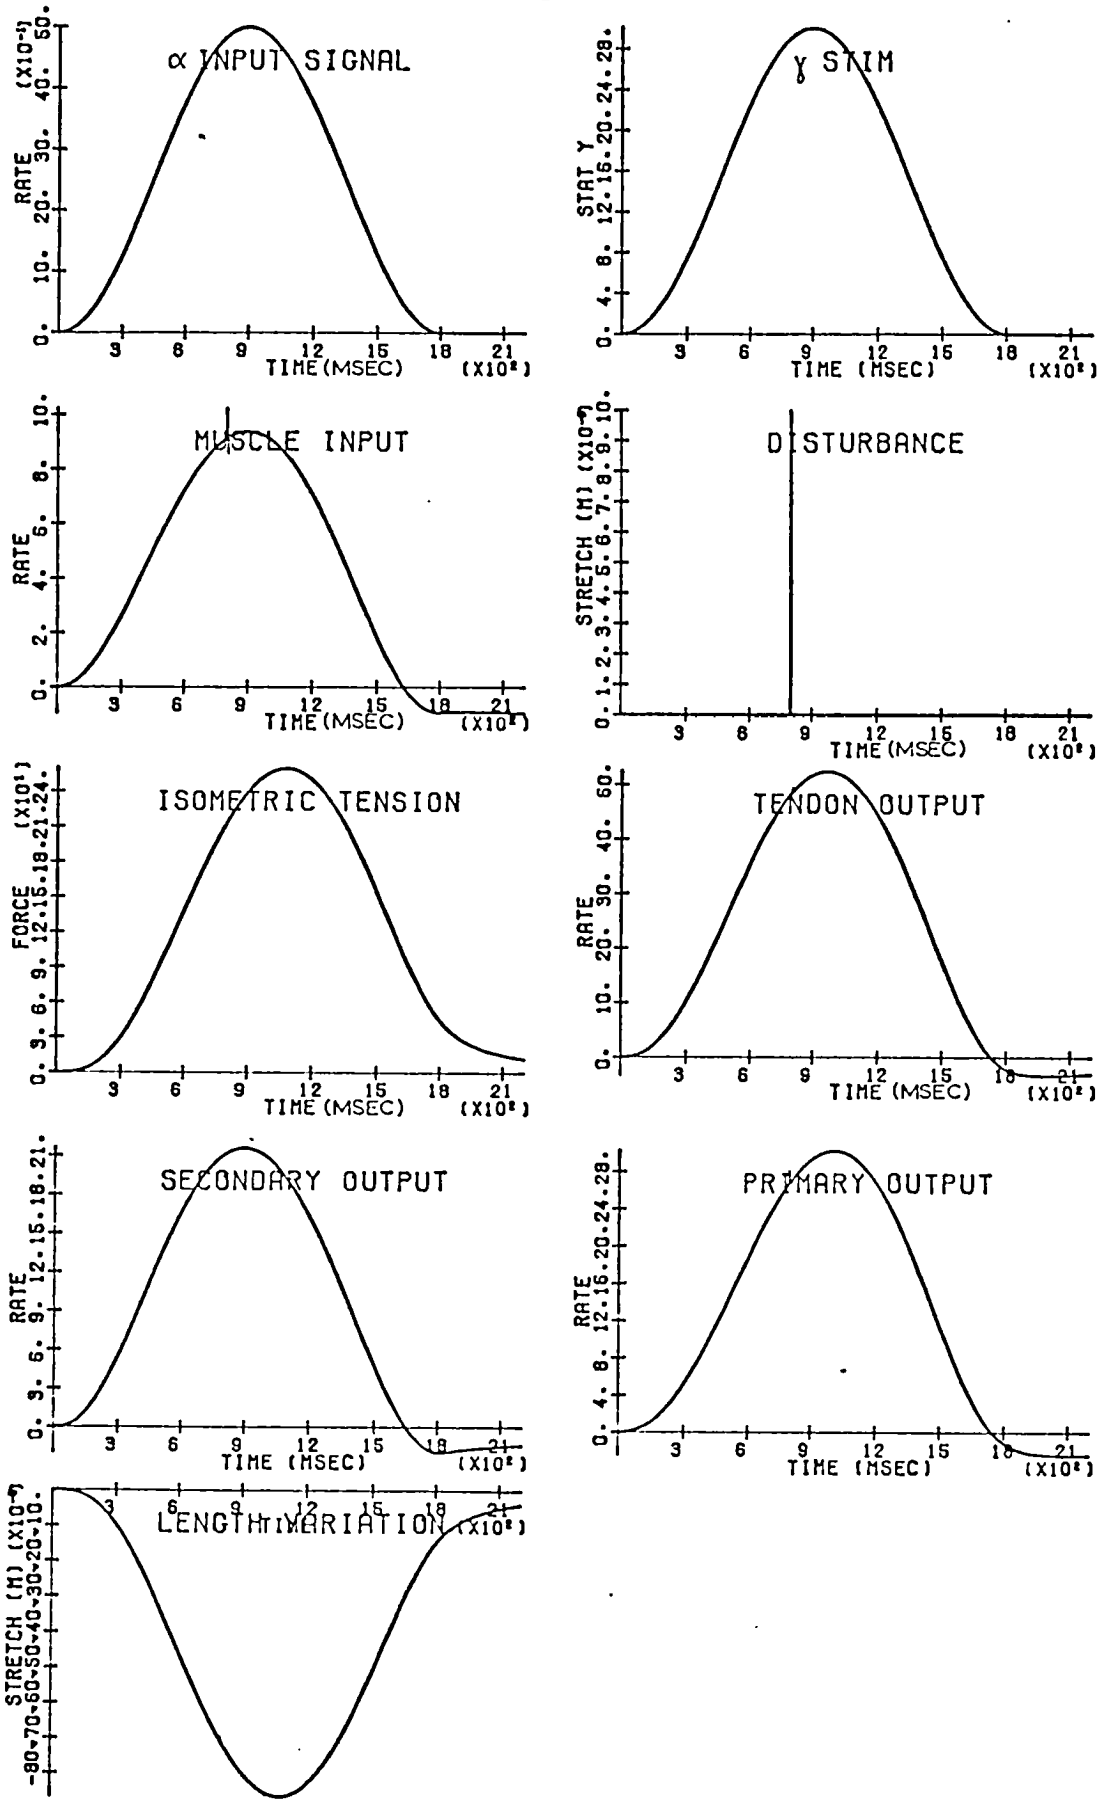 α INPUT SIGNAL
RATE (X10⁻¹)
0. 10. 20. 30. 40. 50.
3 6 9 12 15 18 21
TIME (MSEC) (X10²)
γ STIM
STAT γ
0. 4. 8. 12. 16. 20. 24. 28.
3 6 9 12 15 18 21
TIME (MSEC) (X10²)
MUSCLE INPUT
RATE
0. 2. 4. 6. 8. 10.
3 6 9 12 15 18 21
TIME (MSEC) (X10²)
DISTURBANCE
STRETCH (M)
0. 1. 2. 3. 4. 5. 6. 7. 8. 9. 10.
3 6 9 12 15 18 21
TIME (MSEC) (X10²)
ISOMETRIC TENSION
FORCE (X10¹)
0. 3. 6. 9. 12. 15. 18. 21. 24.
3 6 9 12 15 18 21
TIME (MSEC) (X10²)
TENDON OUTPUT
RATE
0. 10. 20. 30. 40. 60.
3 6 9 12 15 18 21
TIME (MSEC) (X10²)
SECONDARY OUTPUT
RATE
0. 3. 6. 9. 12. 15. 18. 21.
3 6 9 12 15 18 21
TIME (MSEC) (X10²)
PRIMARY OUTPUT
RATE
0. 4. 8. 12. 16. 20. 24. 28.
3 6 9 12 15 18 21
TIME (MSEC) (X10²)
LENGTH VARIATION
STRETCH (M)
-80 -70 -60 -50 -40 -30 -20 -10.
3 6 9 12 15 18 21
(X10²)